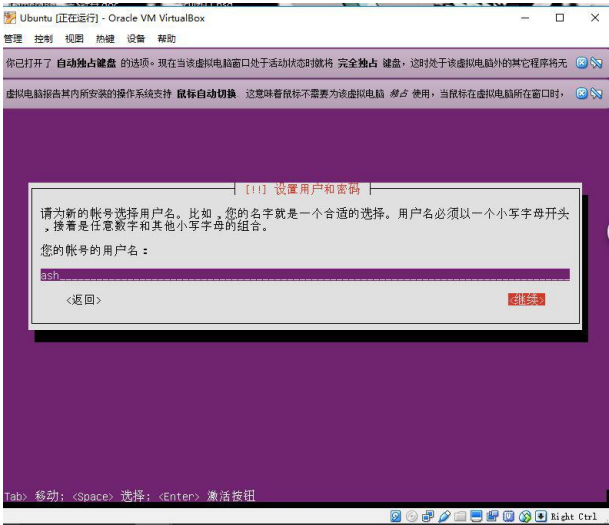 Ubuntu [正在运行] - Oracle VM VirtualBox
管理 控制 视图 热键 设备 帮助
你已打开了 自动独占键盘 的选项。现在当该虚拟电脑窗口处于活动状态时就将 完全独占 键盘，这时处于该虚拟电脑外的其它程序将无
虚拟电脑报告其内所安装的操作系统支持 鼠标自动切换 这意味着鼠标不需要为该虚拟电脑 独占 使用，当鼠标在虚拟电脑所在窗口时，
[!!] 设置用户和密码
请为新的帐号选择用户名。比如，您的名字就是一个合适的选择。用户名必须以一个小写字母开头
，接着是任意数字和其他小写字母的组合。
您的帐号的用户名：
ash
<返回> <继续>
Tab> 移动; <Space> 选择; <Enter> 激活按钮
Right Ctrl